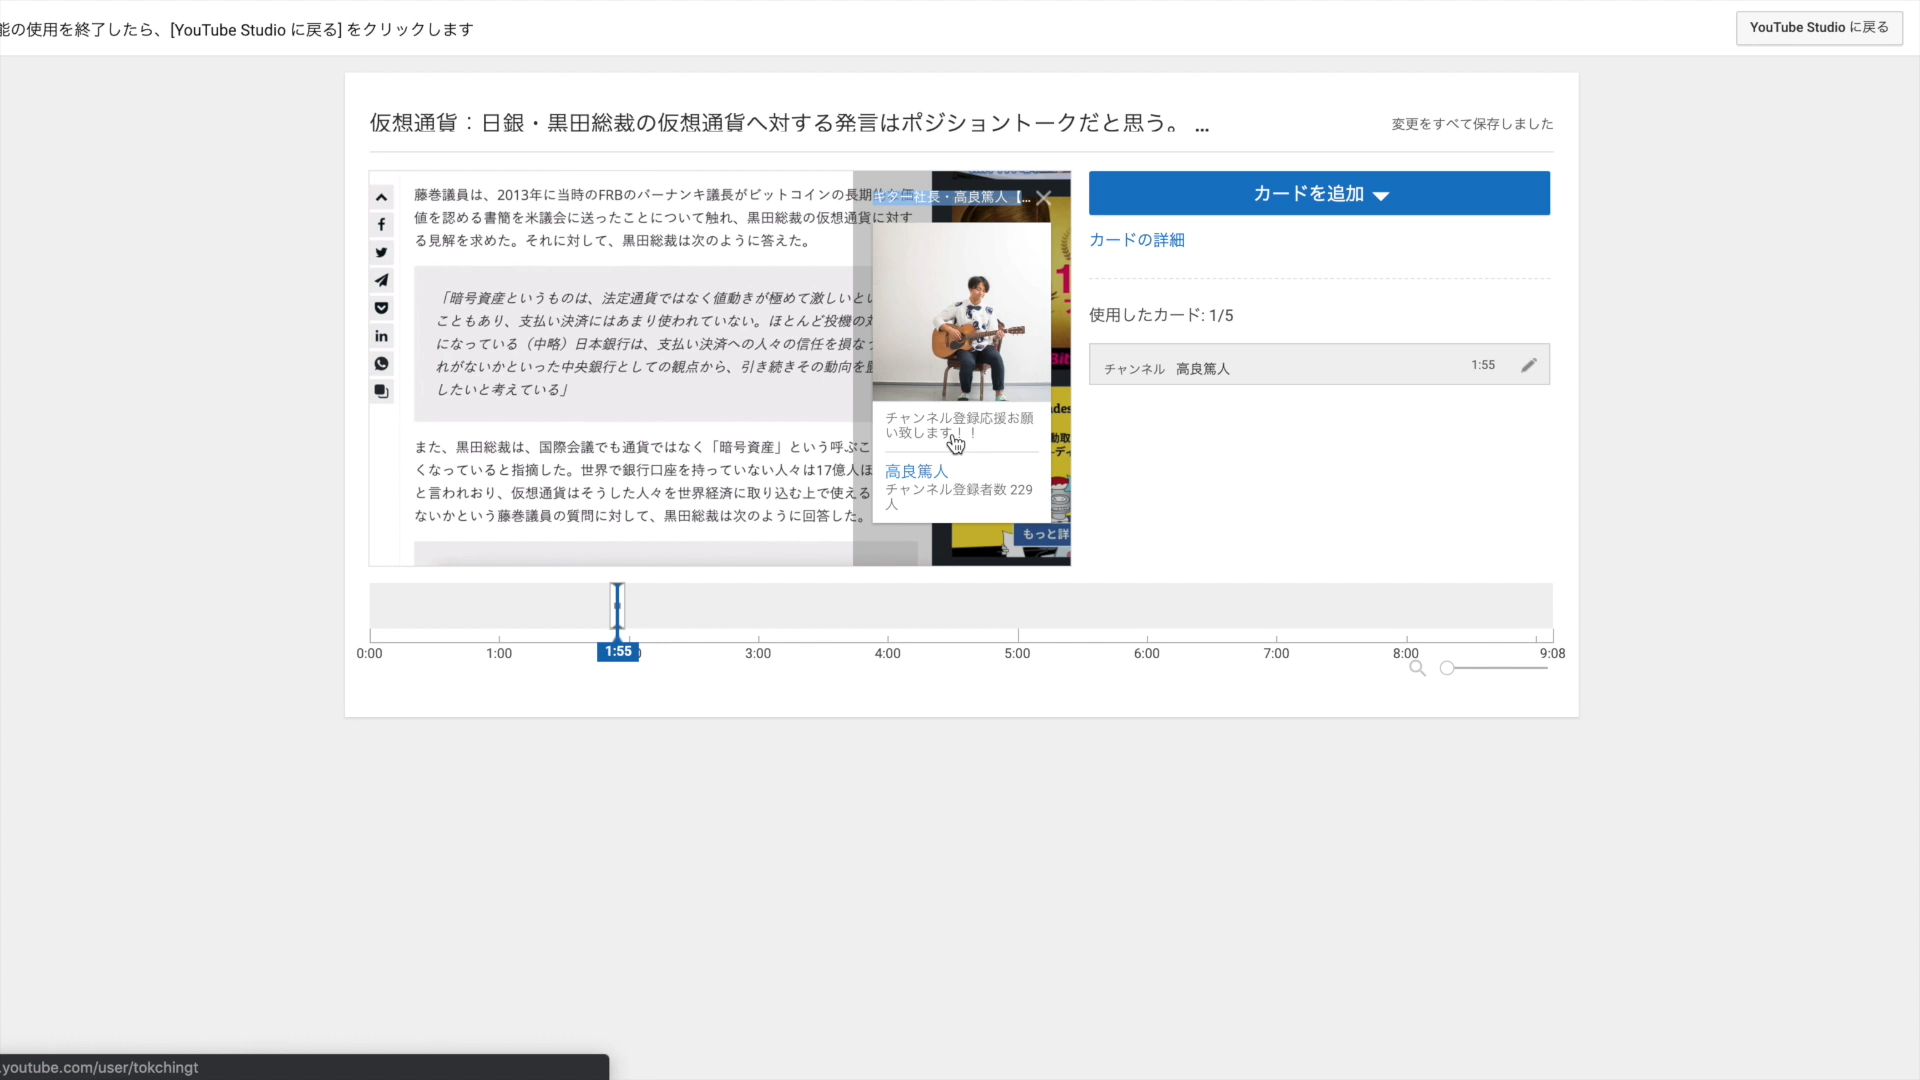 能の使用を終了したら、[YouTube Studio に戻る] をクリックします
YouTube Studio に戻る
仮想通貨：日銀・黒田総裁の仮想通貨へ対する発言はポジショントークだと思う。 ...
変更をすべて保存しました
藤巻議員は、2013年に当時のFRBのバーナンキ議長がビットコインの長期的な価
値を認める書簡を米議会に送ったことについて触れ、黒田総裁の仮想通貨に対す
る見解を求めた。それに対して、黒田総裁は次のように答えた。
「暗号資産というものは、法定通貨ではなく値動きが極めて激しいとい
こともあり、支払い決済にはあまり使われていない。ほとんど投機の対
になっている（中略）日本銀行は、支払い決済への人々の信任を損な
れがないかといった中央銀行としての観点から、引き続きその動向を
したいと考えている」
また、黒田総裁は、国際会議でも通貨ではなく「暗号資産」という呼ぶこ
くなっていると指摘した。世界で銀行口座を持っていない人々は17億人ほ
と言われおり、仮想通貨はそうした人々を世界経済に取り込む上で使える
ないかという藤巻議員の質問に対して、黒田総裁は次のように回答した。
ギター社長・高良篤人【...
チャンネル登録応援お願
い致します！！
高良篤人
チャンネル登録者数 229
人
もっと詳
カードを追加
カードの詳細
使用したカード: 1/5
チャンネル 高良篤人 1:55
1:55
0:00 1:00 3:00 4:00 5:00 6:00 7:00 8:00 9:08
.youtube.com/user/tokchingt